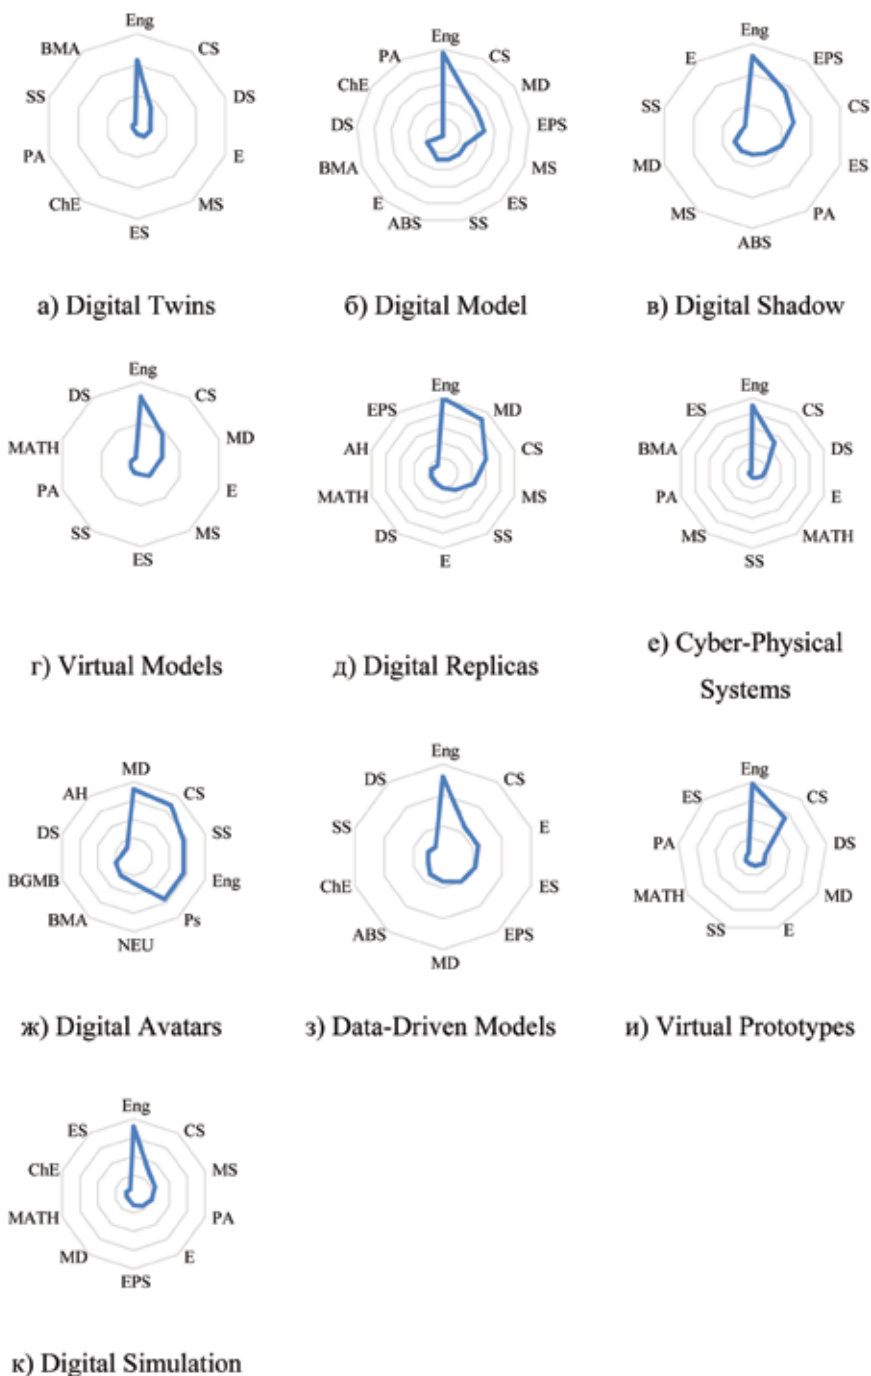 Eng
BMA
CS
SS
DS
PA
E
ChE
MS
ES
а) Digital Twins
Eng
PA
CS
ChE
MD
DS
EPS
BMA
MS
E
ES
ABS
SS
б) Digital Model
Eng
E
EPS
SS
CS
MD
ES
MS
PA
ABS
в) Digital Shadow
Eng
DS
CS
MATH
MD
PA
E
SS
MS
ES
г) Virtual Models
Eng
EPS
MD
AH
CS
MATH
MS
DS
SS
E
д) Digital Replicas
Eng
ES
CS
BMA
DS
PA
E
MS
MATH
SS
е) Cyber-Physical
Systems
MD
AH
CS
DS
SS
BGMB
Eng
BMA
Ps
NEU
ж) Digital Avatars
Eng
DS
CS
SS
E
ChE
ES
ABS
EPS
MD
з) Data-Driven Models
Eng
ES
CS
PA
DS
MATH
MD
SS
E
и) Virtual Prototypes
Eng
ES
CS
ChE
MS
MATH
PA
MD
E
EPS
к) Digital Simulation